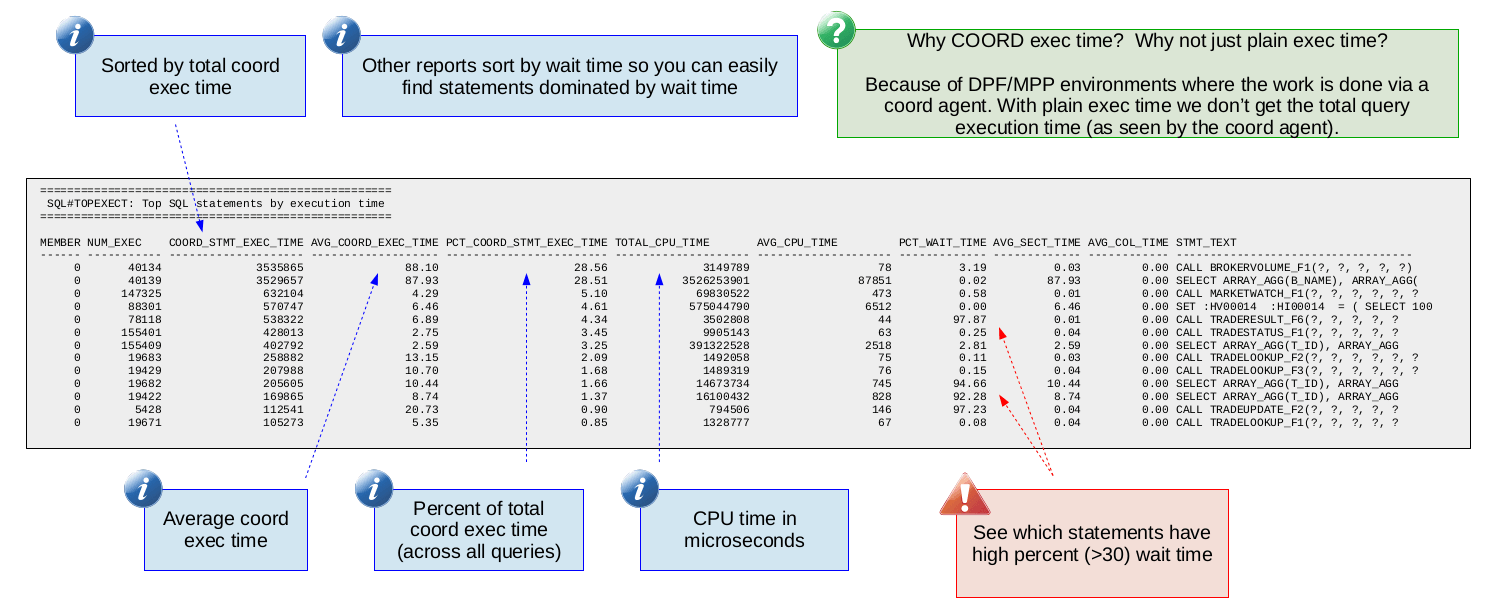 Sorted by total coord
exec time
Other reports sort by wait time so you can easily
find statements dominated by wait time
Why COORD exec time?  Why not just plain exec time?
Because of DPF/MPP environments where the work is done via a
coord agent. With plain exec time we don't get the total query
execution time (as seen by the coord agent).
====================================================
SQL#TOPEXECT: Top SQL statements by execution time
====================================================
MEMBER NUM_EXEC COORD_STMT_EXEC_TIME AVG_COORD_EXEC_TIME PCT_COORD_STMT_EXEC_TIME TOTAL_CPU_TIME AVG_CPU_TIME PCT_WAIT_TIME AVG_SECT_TIME AVG_COL_TIME STMT_TEXT
------ ----------- -------------------- ------------------- ------------------------ -------------------- -------------------- ------------- ------------- ------------ -----------------------------------
0 40134 3535865 88.10 28.56 3149789 78 3.19 0.03 0.00 CALL BROKERVOLUME_F1(?, ?, ?, ?, ?)
0 40139 3529657 87.93 28.51 3526253901 87851 0.02 87.93 0.00 SELECT ARRAY_AGG(B_NAME), ARRAY_AGG(
0 147325 632104 4.29 5.10 69830522 473 0.58 0.01 0.00 CALL MARKETWATCH_F1(?, ?, ?, ?, ?, ?
0 88301 570747 6.46 4.61 575044790 6512 0.00 6.46 0.00 SET :HV00014  :HI00014  = ( SELECT 100
0 78118 538322 6.89 4.34 3502808 44 97.87 0.01 0.00 CALL TRADERESULT_F6(?, ?, ?, ?, ?
0 155401 428013 2.75 3.45 9905143 63 0.25 0.04 0.00 CALL TRADESTATUS_F1(?, ?, ?, ?, ?
0 155409 402792 2.59 3.25 391322528 2518 2.81 2.59 0.00 SELECT ARRAY_AGG(T_ID), ARRAY_AGG
0 19683 258882 13.15 2.09 1492058 75 0.11 0.03 0.00 CALL TRADELOOKUP_F2(?, ?, ?, ?, ?, ?
0 19429 207988 10.70 1.68 1489319 76 0.15 0.04 0.00 CALL TRADELOOKUP_F3(?, ?, ?, ?, ?, ?
0 19682 205605 10.44 1.66 14673734 745 94.66 10.44 0.00 SELECT ARRAY_AGG(T_ID), ARRAY_AGG
0 19422 169865 8.74 1.37 16100432 828 92.28 8.74 0.00 SELECT ARRAY_AGG(T_ID), ARRAY_AGG
0 5428 112541 20.73 0.90 794506 146 97.23 0.04 0.00 CALL TRADEUPDATE_F2(?, ?, ?, ?, ?
0 19671 105273 5.35 0.85 1328777 67 0.08 0.04 0.00 CALL TRADELOOKUP_F1(?, ?, ?, ?, ?
Average coord
exec time
Percent of total
coord exec time
(across all queries)
CPU time in
microseconds
See which statements have
high percent (>30) wait time